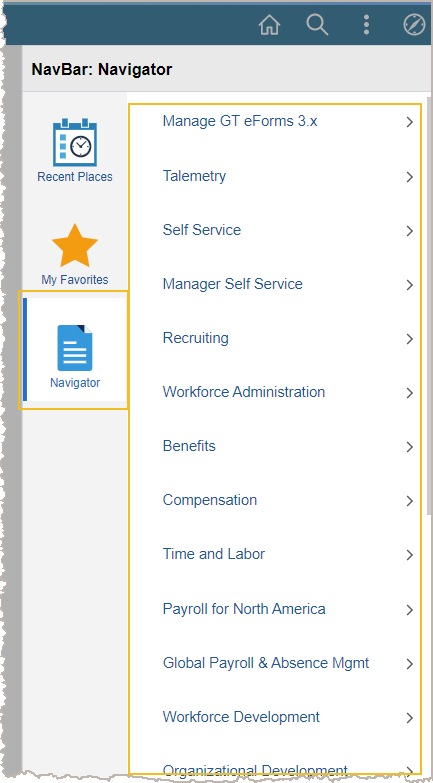 NavBar: Navigator
Recent Places
My Favorites
Navigator
Manage GT eForms 3.x
Talemetry
Self Service
Manager Self Service
Recruiting
Workforce Administration
Benefits
Compensation
Time and Labor
Payroll for North America
Global Payroll & Absence Mgmt
Workforce Development
Organizational Development